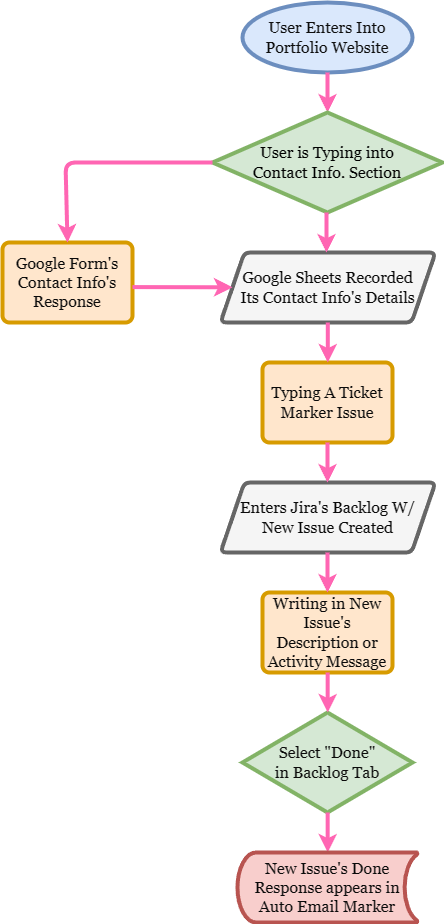 User Enters Into
Portfolio Website
User is Typing into
Contact Info. Section
Google Form's
Contact Info's
Response
Google Sheets Recorded
Its Contact Info's Details
Typing A Ticket
Marker Issue
Enters Jira's Backlog W/
New Issue Created
Writing in New
Issue's
Description or
Activity Message
Select "Done"
in Backlog Tab
New Issue's Done
Response appears in
Auto Email Marker